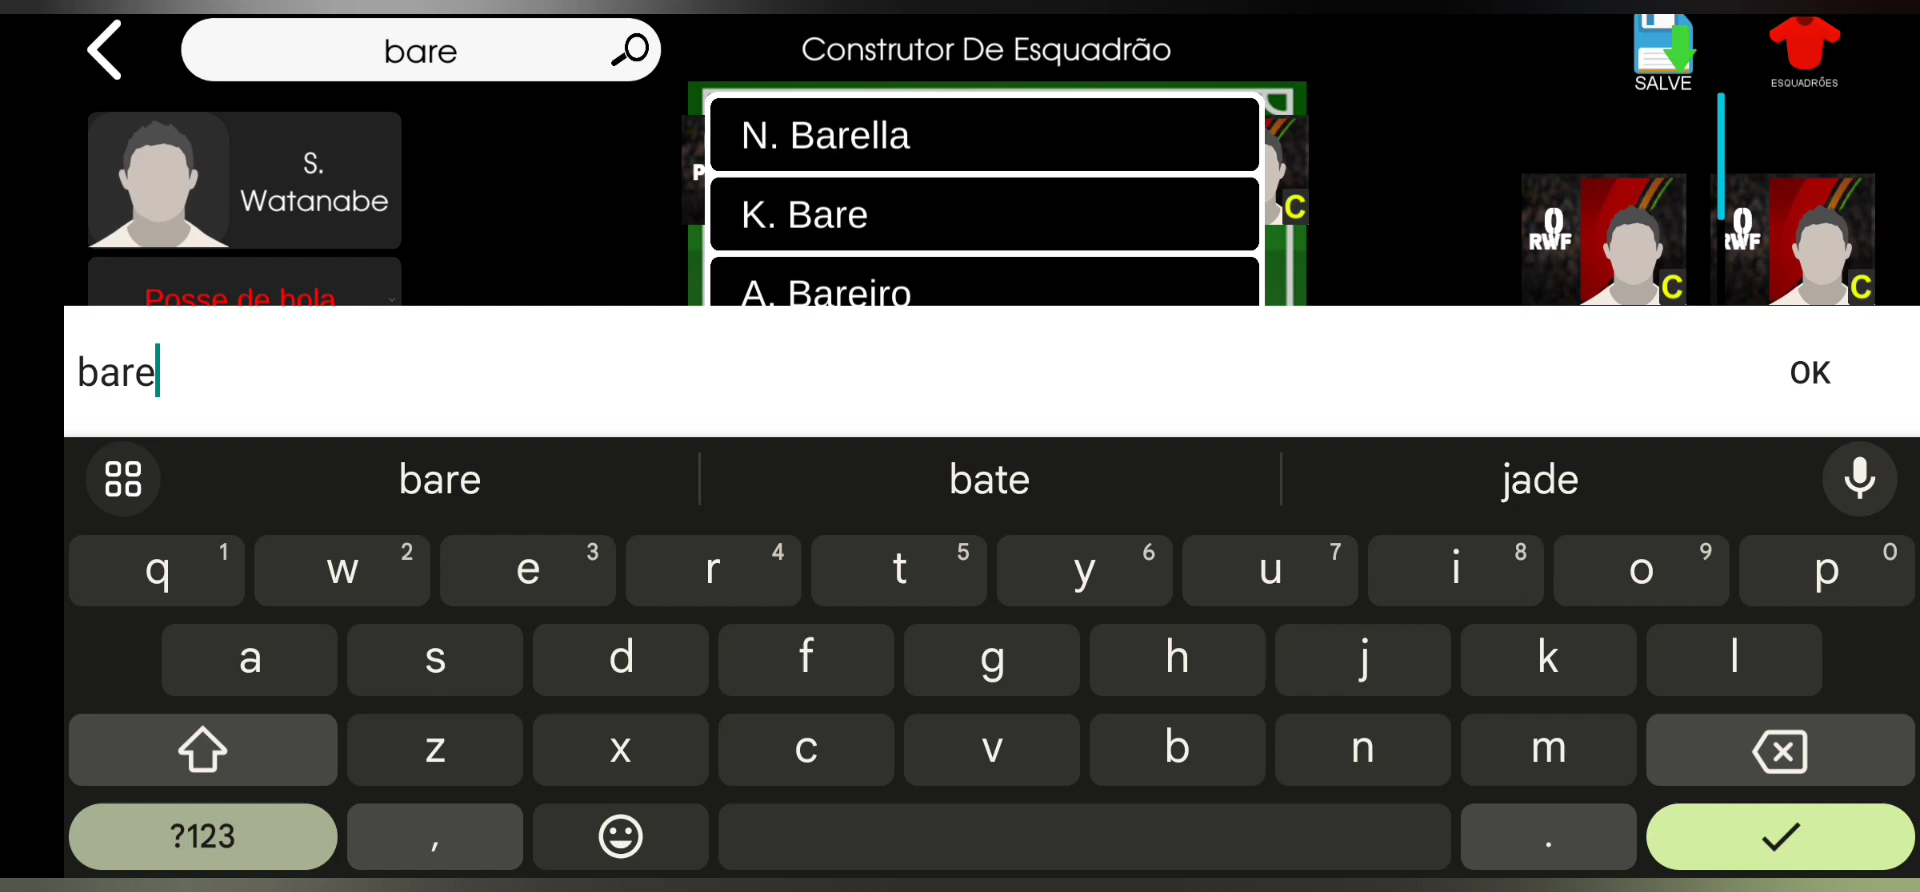 bare
Construtor De Esquadrão
SALVE
ESQUADRÕES
S.
Watanabe
Posse de bola
N. Barella
K. Bare
A. Bareiro
P
C
0
RWF
C
0
RWF
C
bare
OK
bare bate jade
q 1 w 2 e 3 r 4 t 5 y 6 u 7 i 8 o 9 p 0
a s d f g h j k l
z x c v b n m
?123 , .